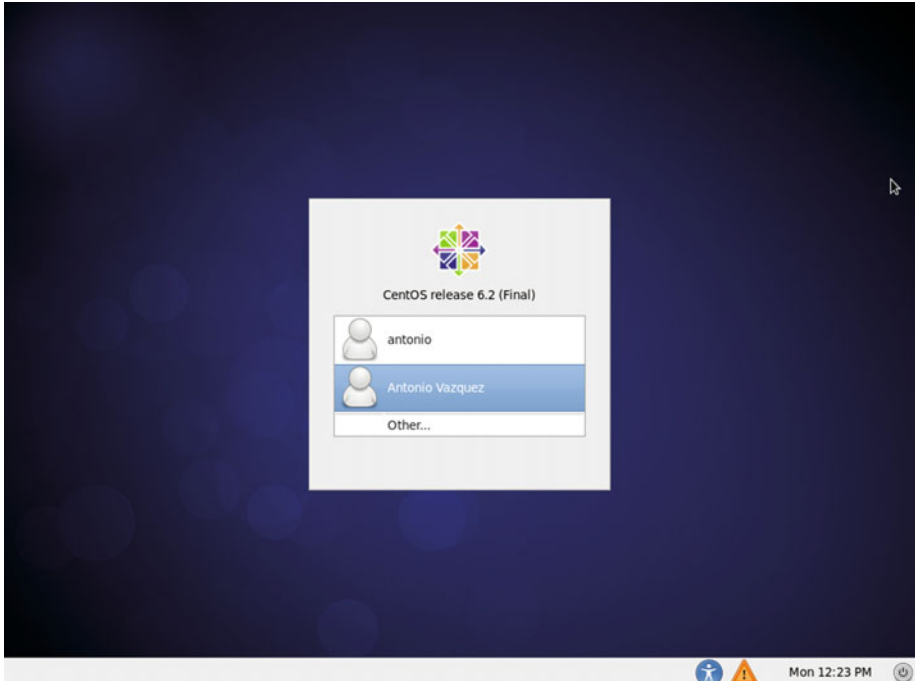 CentOS release 6.2 (Final)
antonio
Antonio Vazquez
Other...
Mon 12:23 PM